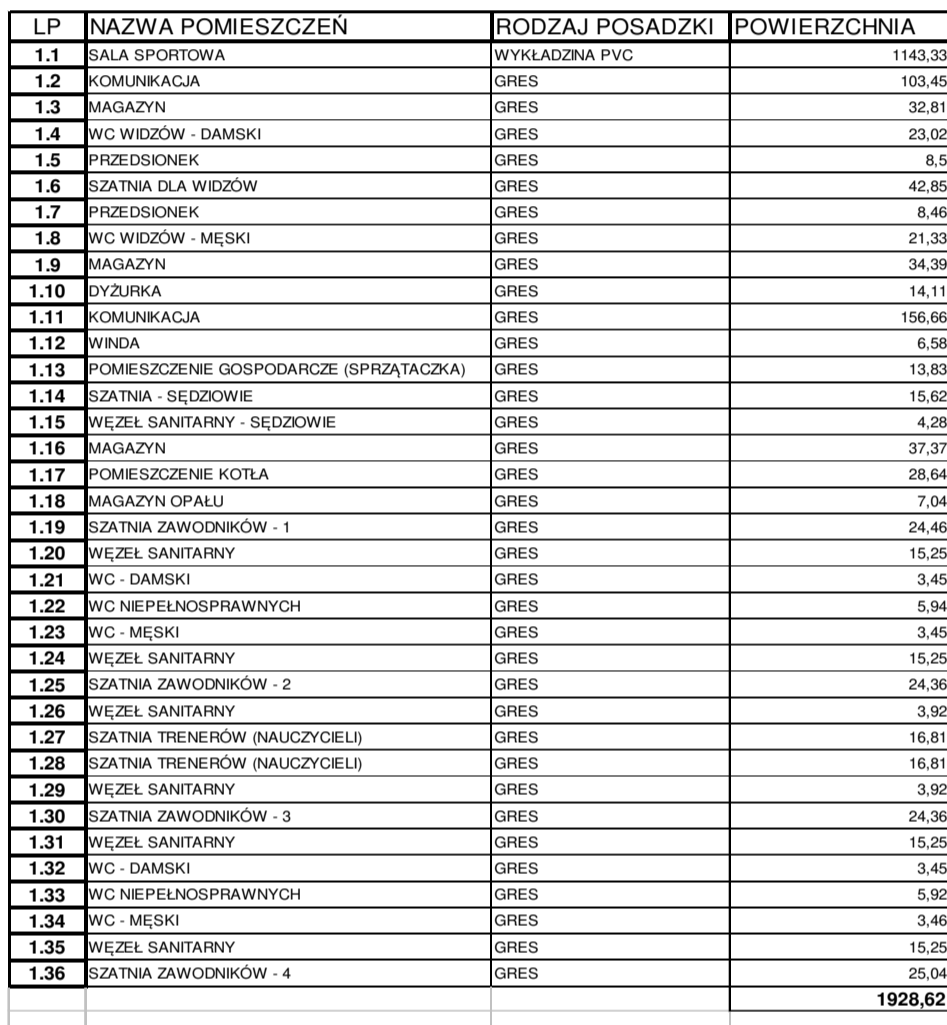 LP NAZWA POMIESZCZEŃ RODZAJ POSADZKI POWIERZCHNIA
1.1 SALA SPORTOWA WYKŁADZINA PVC 1143,33
1.2 KOMUNIKACJA GRES 103,45
1.3 MAGAZYN GRES 32,81
1.4 WC WIDZÓW - DAMSKI GRES 23,02
1.5 PRZEDSIONEK GRES 8,5
1.6 SZATNIA DLA WIDZÓW GRES 42,85
1.7 PRZEDSIONEK GRES 8,46
1.8 WC WIDZÓW - MĘSKI GRES 21,33
1.9 MAGAZYN GRES 34,39
1.10 DYŻURKA GRES 14,11
1.11 KOMUNIKACJA GRES 156,66
1.12 WINDA GRES 6,58
1.13 POMIESZCZENIE GOSPODARCZE (SPRZĄTACZKA) GRES 13,83
1.14 SZATNIA - SĘDZIOWIE GRES 15,62
1.15 WĘZEŁ SANITARNY - SĘDZIOWIE GRES 4,28
1.16 MAGAZYN GRES 37,37
1.17 POMIESZCZENIE KOTŁA GRES 28,64
1.18 MAGAZYN OPAŁU GRES 7,04
1.19 SZATNIA ZAWODNIKÓW - 1 GRES 24,46
1.20 WĘZEŁ SANITARNY GRES 15,25
1.21 WC - DAMSKI GRES 3,45
1.22 WC NIEPEŁNOSPRAWNYCH GRES 5,94
1.23 WC - MĘSKI GRES 3,45
1.24 WĘZEŁ SANITARNY GRES 15,25
1.25 SZATNIA ZAWODNIKÓW - 2 GRES 24,36
1.26 WĘZEŁ SANITARNY GRES 3,92
1.27 SZATNIA TRENERÓW (NAUCZYCIELI) GRES 16,81
1.28 SZATNIA TRENERÓW (NAUCZYCIELI) GRES 16,81
1.29 WĘZEŁ SANITARNY GRES 3,92
1.30 SZATNIA ZAWODNIKÓW - 3 GRES 24,36
1.31 WĘZEŁ SANITARNY GRES 15,25
1.32 WC - DAMSKI GRES 3,45
1.33 WC NIEPEŁNOSPRAWNYCH GRES 5,92
1.34 WC - MĘSKI GRES 3,46
1.35 WĘZEŁ SANITARNY GRES 15,25
1.36 SZATNIA ZAWODNIKÓW - 4 GRES 25,04
1928,62